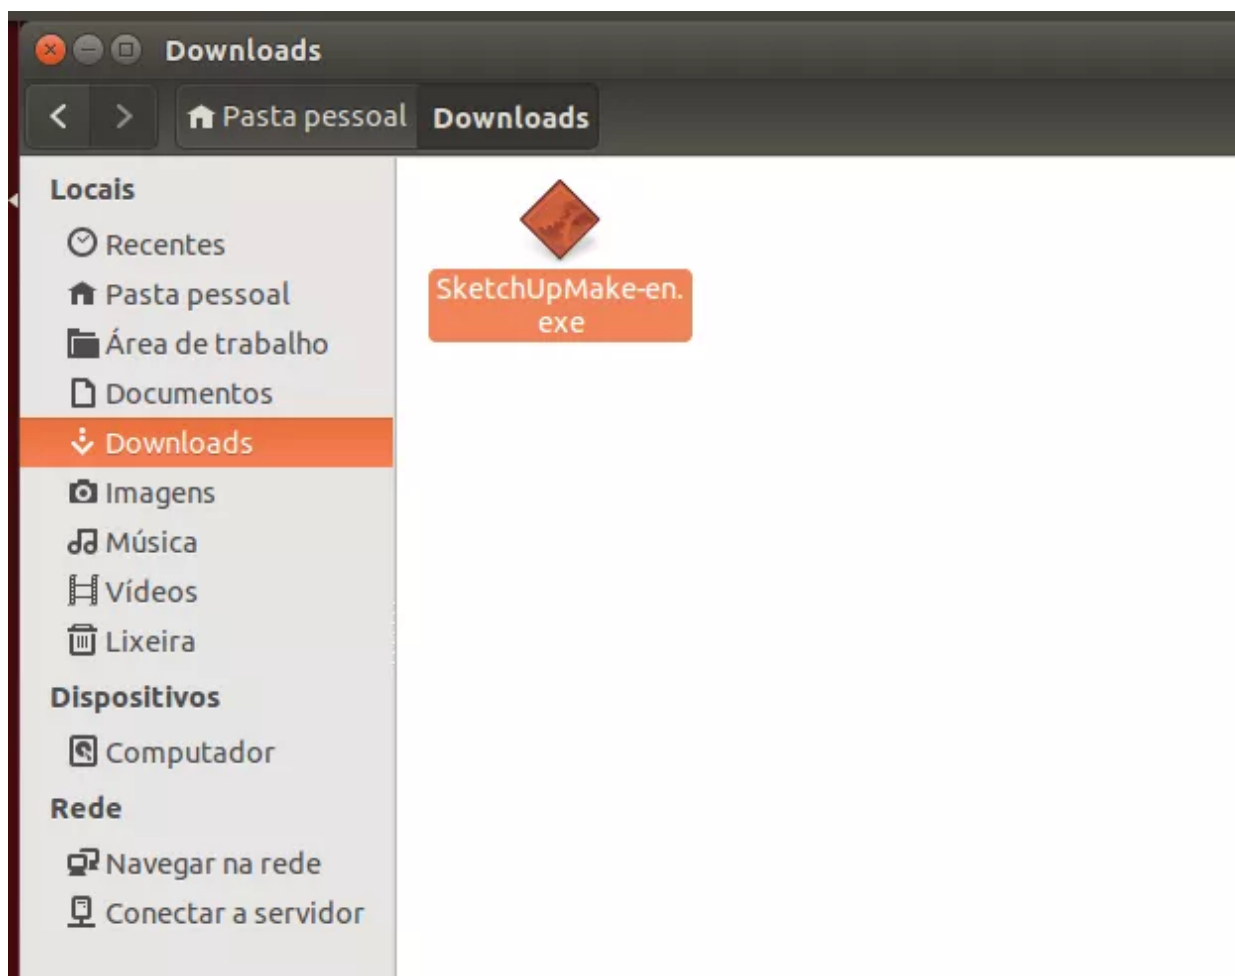 Downloads
Pasta pessoal Downloads
Locais
Recentes
Pasta pessoal
Área de trabalho
Documentos
Downloads
Imagens
Música
Vídeos
Lixeira
Dispositivos
Computador
Rede
Navegar na rede
Conectar a servidor
SketchUpMake-en.
exe